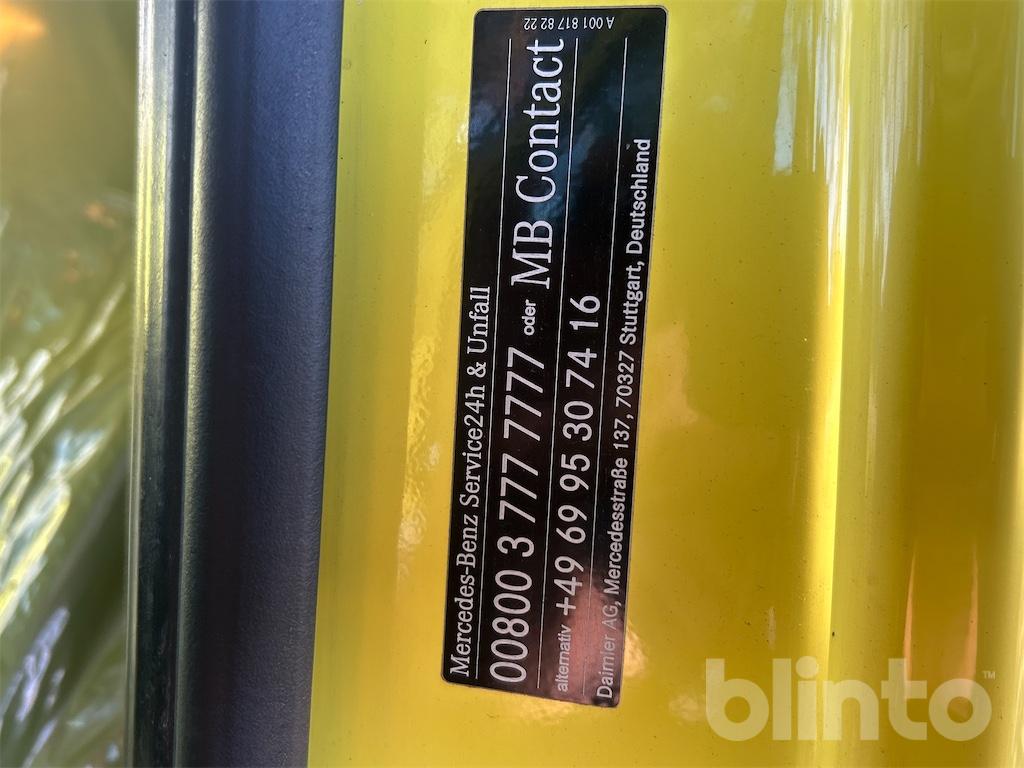 Mercedes-Benz Service24h & Unfall
00800 3 777 7777 oder MB Contact
alternativ +49 69 95 30 74 16
Daimler AG, Mercedesstraße 137, 70327 Stuttgart, Deutschland
A 001 817 82 22
blinto™